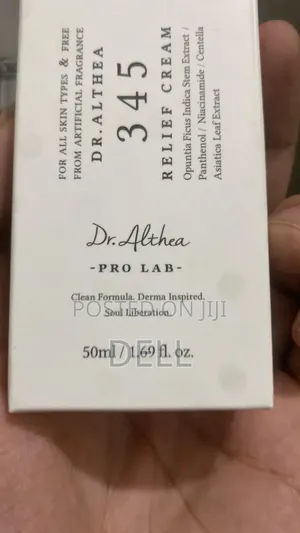 FOR ALL SKIN TYPES & FREE
FROM ARTIFICIAL FRAGRANCE
DR.ALTHEA
345
RELIEF CREAM
Opuntia Ficus Indica Stem Extract /
Panthenol / Niacinamide / Centella
Asiatica Leaf Extract
Dr.Althea
-PRO LAB-
Clean Formula. Derma Inspired.
Soul Liberation
POSTED ON JIJI
50ml / 1.69 fl. oz.
DELL